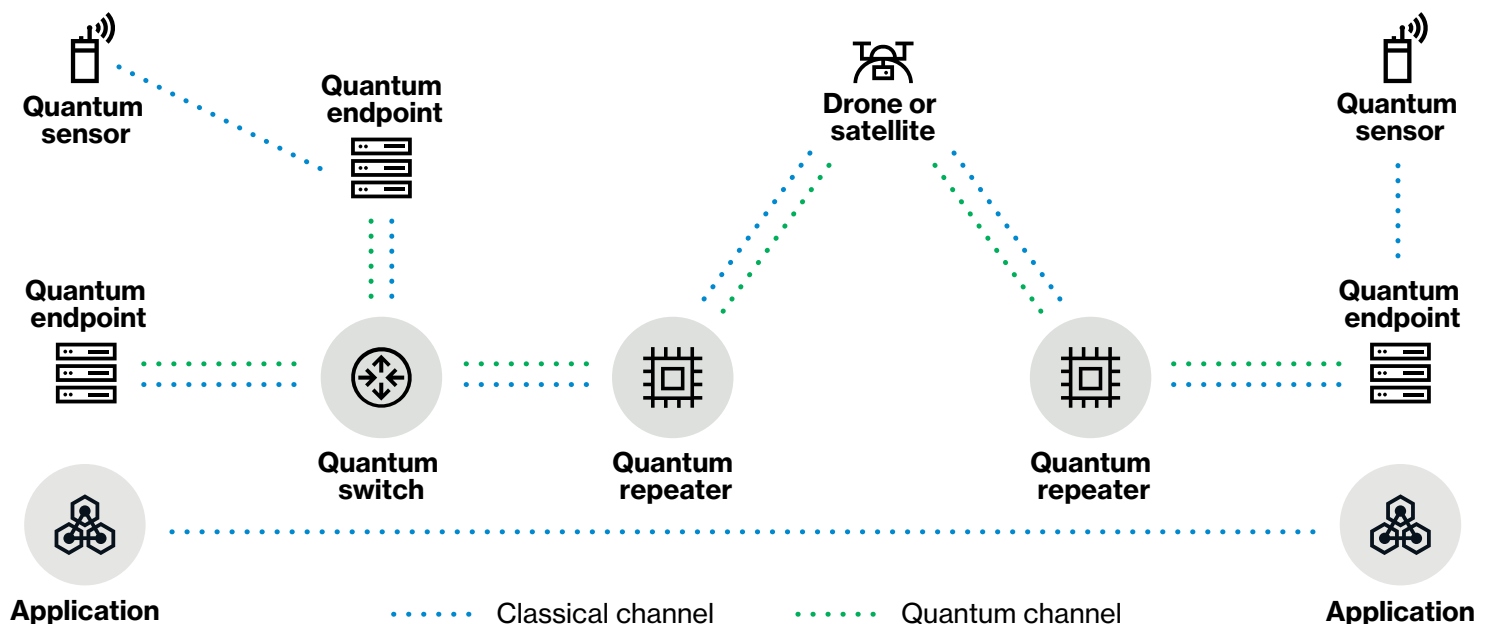 Quantum
sensor
Quantum
endpoint
Drone or
satellite
Quantum
sensor
Quantum
endpoint
Quantum
endpoint
Quantum
switch
Quantum
repeater
Quantum
repeater
Application
Classical channel
Quantum channel
Application